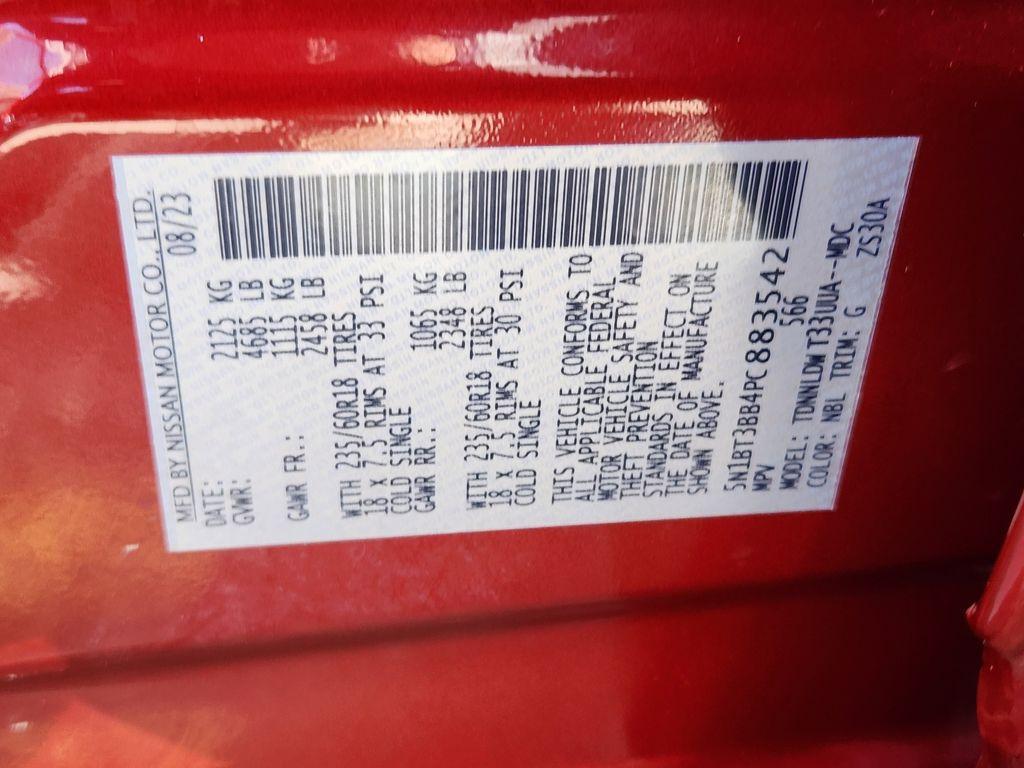 MFD BY NISSAN MOTOR CO., LTD.
DATE: 08/23
GVWR: 2125 KG
4685 LB
GAWR FR.: 1115 KG
2458 LB
WITH 235/60R18 TIRES
18 X 7.5 RIMS AT 33 PSI
COLD SINGLE
GAWR RR.: 1065 KG
2348 LB
WITH 235/60R18 TIRES
18 X 7.5 RIMS AT 30 PSI
COLD SINGLE
THIS VEHICLE CONFORMS TO
ALL APPLICABLE FEDERAL
MOTOR VEHICLE SAFETY AND
THEFT PREVENTION
STANDARDS IN EFFECT ON
THE DATE OF MANUFACTURE
SHOWN ABOVE.
5N1BT3BB4PC883542
MPV 566
MODEL: TDWNLDWT33UUA--MDC
COLOR: NBL TRIM: G ZS30A